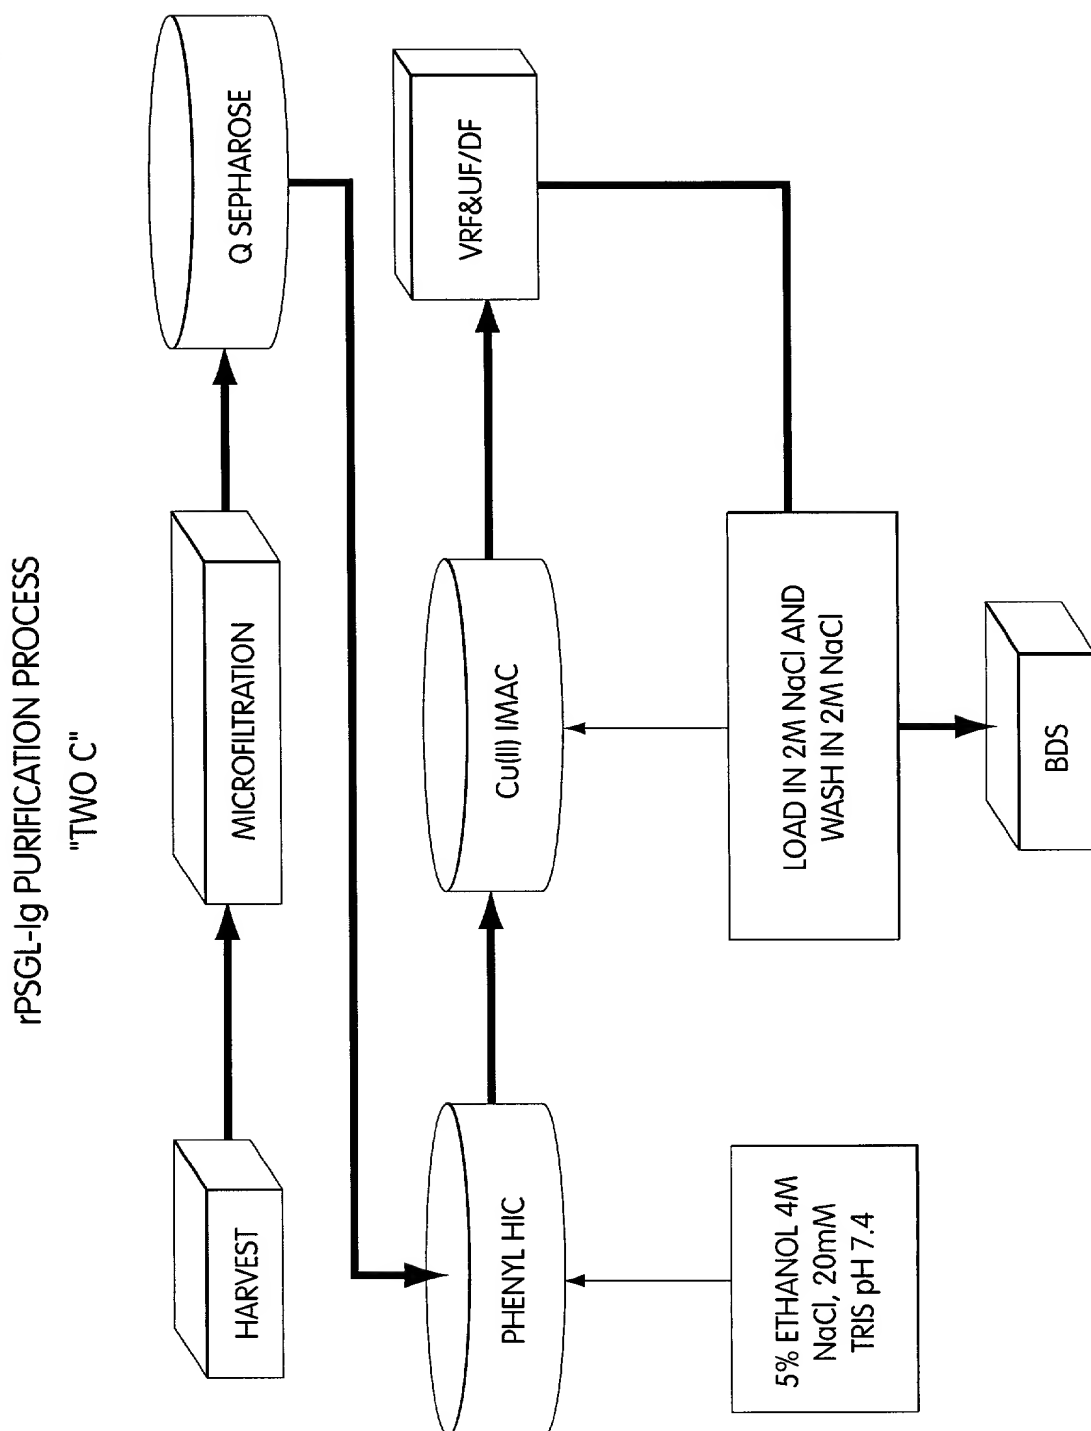 rPSGL-Ig PURIFICATION PROCESS
"TWO C"
HARVEST
MICROFILTRATION
Q SEPHAROSE
PHENYL HIC
Cu(II) IMAC
VRF&UF/DF
5% ETHANOL 4M
NaCl, 20mM
TRIS pH 7.4
LOAD IN 2M NaCl AND
WASH IN 2M NaCl
BDS